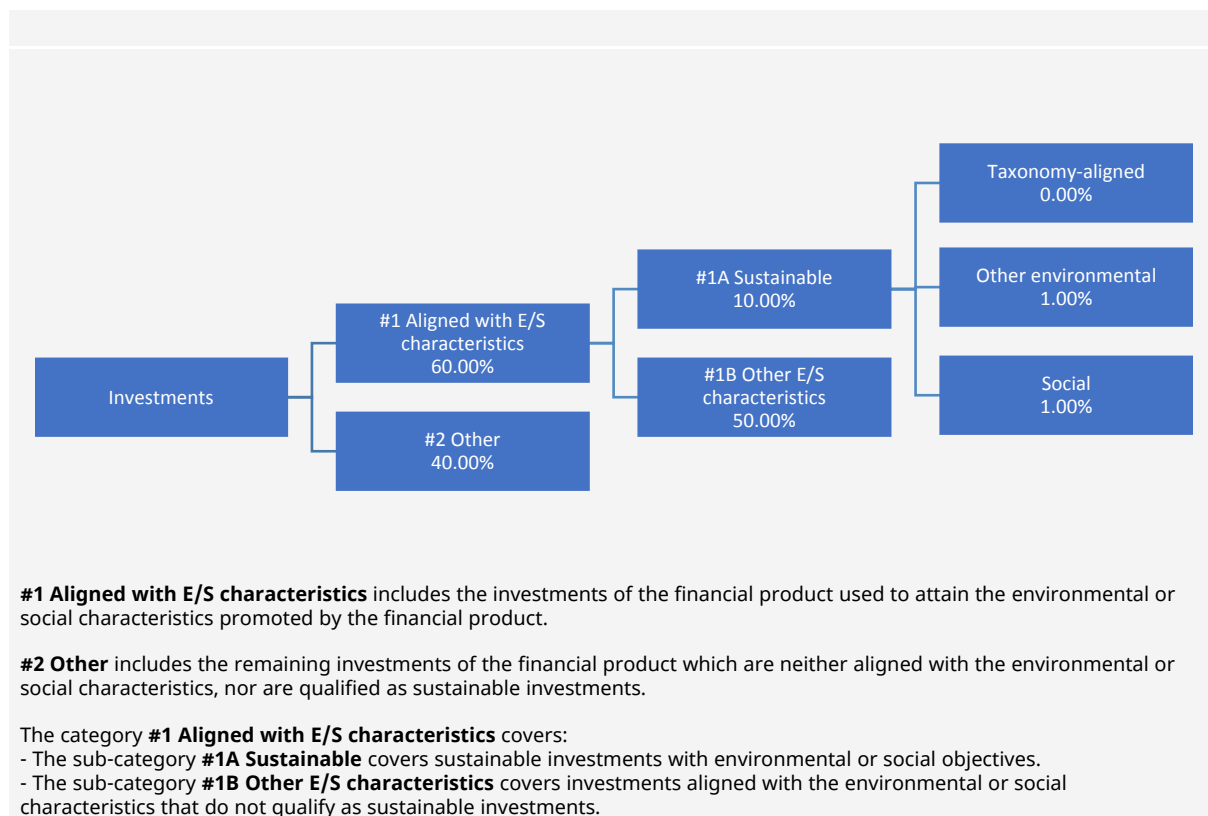 Investments
#1 Aligned with E/S
characteristics
60.00%
#2 Other
40.00%
#1A Sustainable
10.00%
#1B Other E/S
characteristics
50.00%
Taxonomy-aligned
0.00%
Other environmental
1.00%
Social
1.00%
#1 Aligned with E/S characteristics includes the investments of the financial product used to attain the environmental or
social characteristics promoted by the financial product.
#2 Other includes the remaining investments of the financial product which are neither aligned with the environmental or
social characteristics, nor are qualified as sustainable investments.
The category #1 Aligned with E/S characteristics covers:
- The sub-category #1A Sustainable covers sustainable investments with environmental or social objectives.
- The sub-category #1B Other E/S characteristics covers investments aligned with the environmental or social
characteristics that do not qualify as sustainable investments.